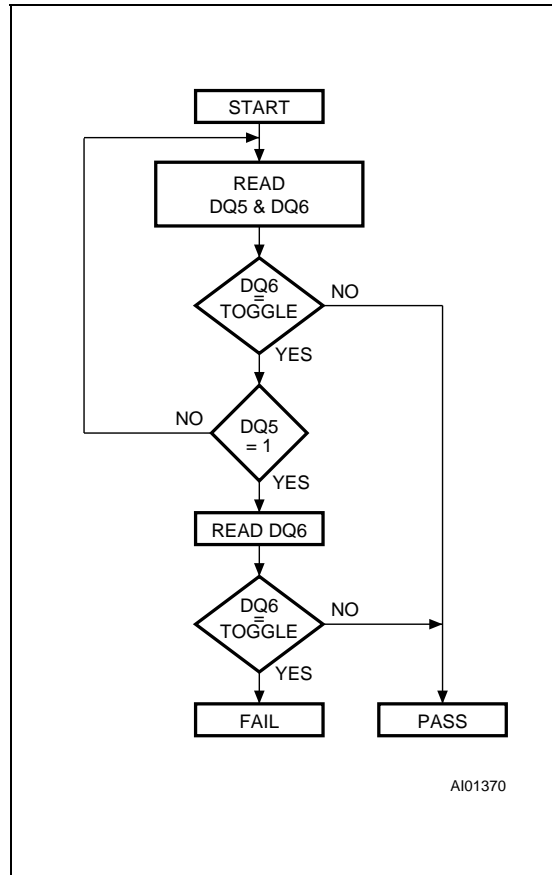 START
READ
DQ5 & DQ6
DQ6
=
TOGGLE
NO
YES
NO
DQ5
= 1
YES
READ DQ6
DQ6
=
TOGGLE
NO
YES
FAIL
PASS
AI01370